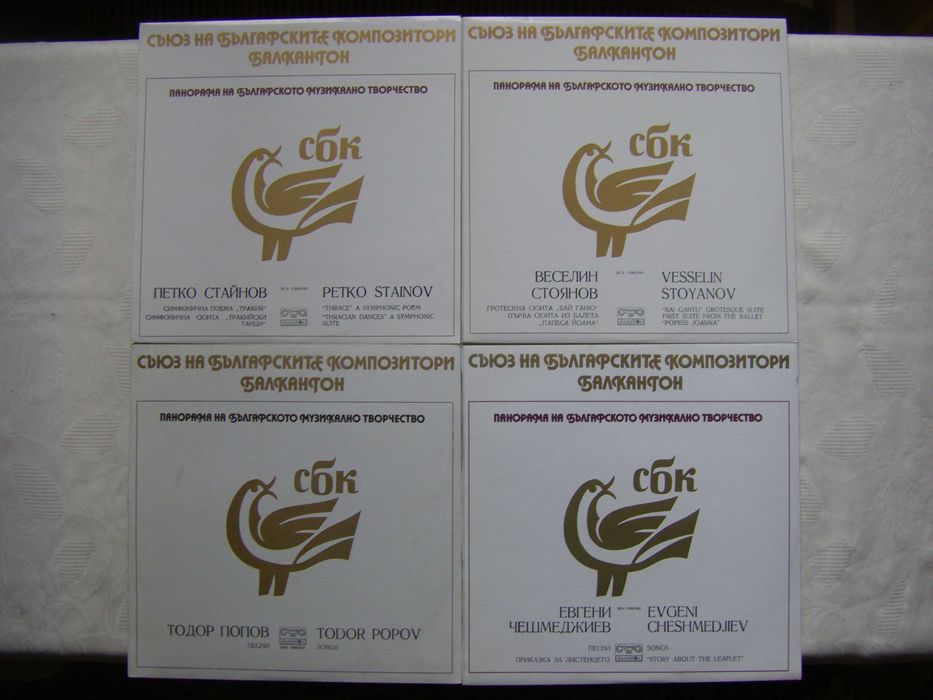 СЪЮЗ НА БЪЛГАРСКИТЕ КОМПОЗИТОРИ
БАЛКАНТОН
ПАНОРАМА НА БЪЛГАРСКОТО МУЗИКАЛНО ТВОРЧЕСТВО
сбк
ПЕТКО СТАЙНОВ
PETKO STAINOV
СИМФОНИЧНА ПОЕМА „ТРАКИЯ“
СИМФОНИЧНА СЮИТА „ТРАКИЙСКИ
ТАНЦИ“
"THRACE" A SYMPHONIC POEM
"THRACIAN DANCES" A SYMPHONIC
SUITE
СЪЮЗ НА БЪЛГАРСКИТЕ КОМПОЗИТОРИ
БАЛКАНТОН
ПАНОРАМА НА БЪЛГАРСКОТО МУЗИКАЛНО ТВОРЧЕСТВО
сбк
ВЕСЕЛИН
СТОЯНОВ
VESSELIN
STOYANOV
ГРОТЕСКНА СЮИТА „БАЙ ГАНЮ“
ПЪРВА СЮИТА ИЗ БАЛЕТА
„ПАПЕСА ЙОАНА“
"BAI GANYU" GROTESQUE SUITE
FIRST SUITE FROM THE BALLET
"POPESS JOANNA"
СЪЮЗ НА БЪЛГАРСКИТЕ КОМПОЗИТОРИ
БАЛКАНТОН
ПАНОРАМА НА БЪЛГАРСКОТО МУЗИКАЛНО ТВОРЧЕСТВО
сбк
ТОДОР ПОПОВ
TODOR POPOV
ПЕСНИ
SONGS
СЪЮЗ НА БЪЛГАРСКИТЕ КОМПОЗИТОРИ
БАЛКАНТОН
ПАНОРАМА НА БЪЛГАРСКОТО МУЗИКАЛНО ТВОРЧЕСТВО
сбк
ЕВГЕНИ
ЧЕШМЕДЖИЕВ
EVGENI
CHESHMEDJIEV
ПЕСНИ
ПРИКАЗКА ЗА ЛИСТЕНЦЕТО
SONGS
"STORY ABOUT THE LEAFLET"